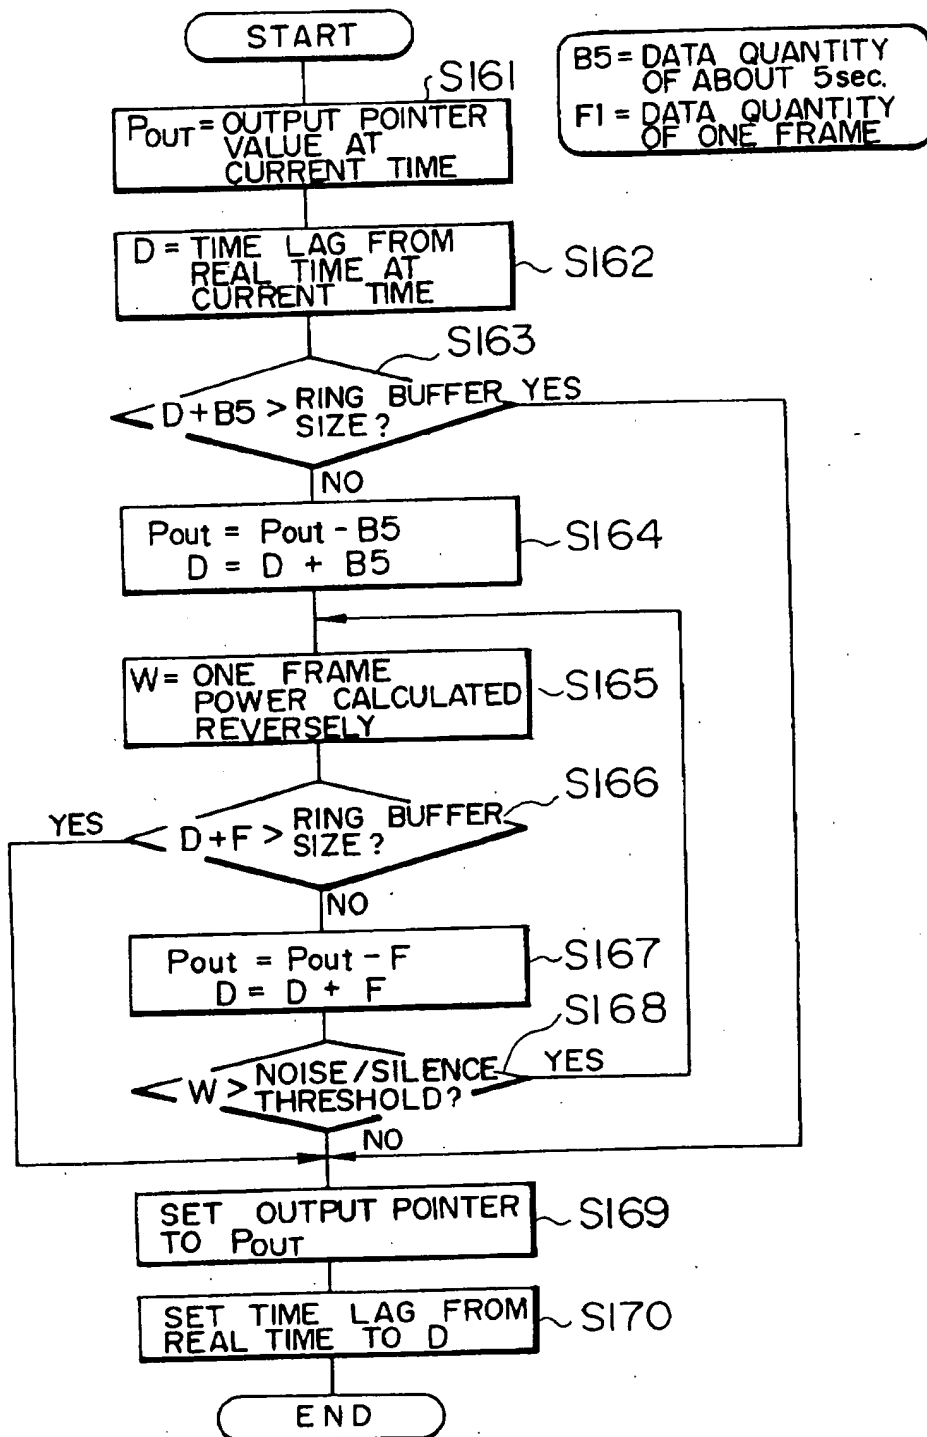 START
B5 = DATA QUANTITY
OF ABOUT 5sec.
F1 = DATA QUANTITY
OF ONE FRAME
S161
POUT = OUTPUT POINTER
VALUE AT
CURRENT TIME
D = TIME LAG FROM
REAL TIME AT
CURRENT TIME
S162
S163
D+B5 > RING BUFFER
SIZE?
YES
NO
Pout = Pout - B5
D = D + B5
S164
W = ONE FRAME
POWER CALCULATED
REVERSELY
S165
S166
YES
D+F > RING BUFFER
SIZE?
NO
Pout = Pout - F
D = D + F
S167
S168
W > NOISE/SILENCE
THRESHOLD?
YES
NO
SET OUTPUT POINTER
TO POUT
S169
SET TIME LAG FROM
REAL TIME TO D
S170
END